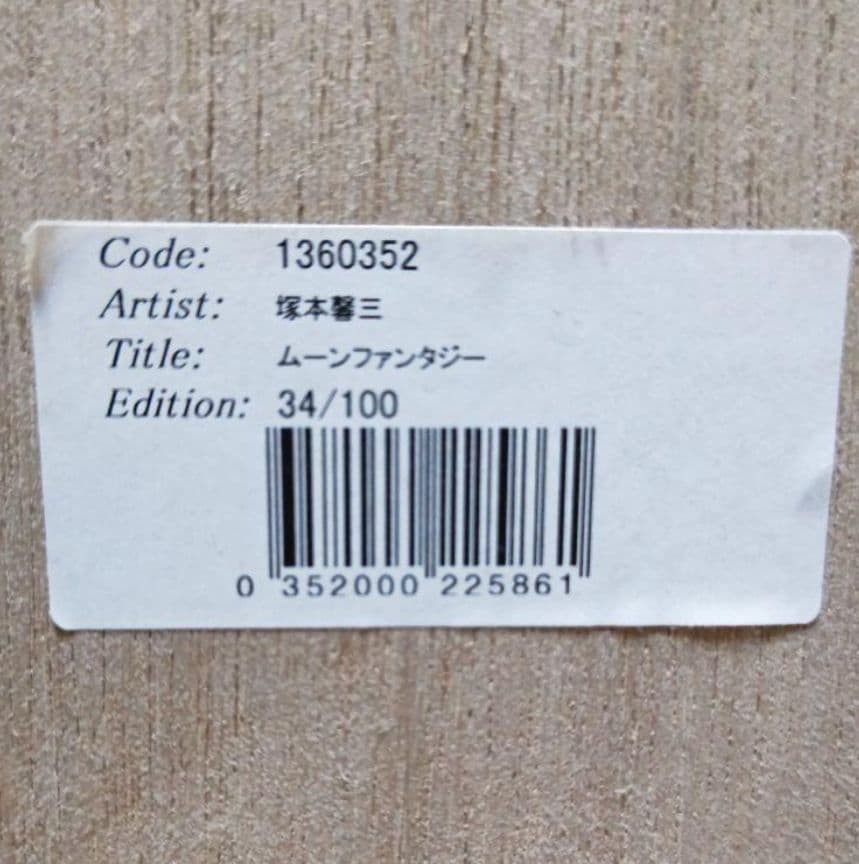 Code: 1360352
Artist: 塚本馨三
Title: ムーンファンタジー
Edition: 34/100
0 352000 225861